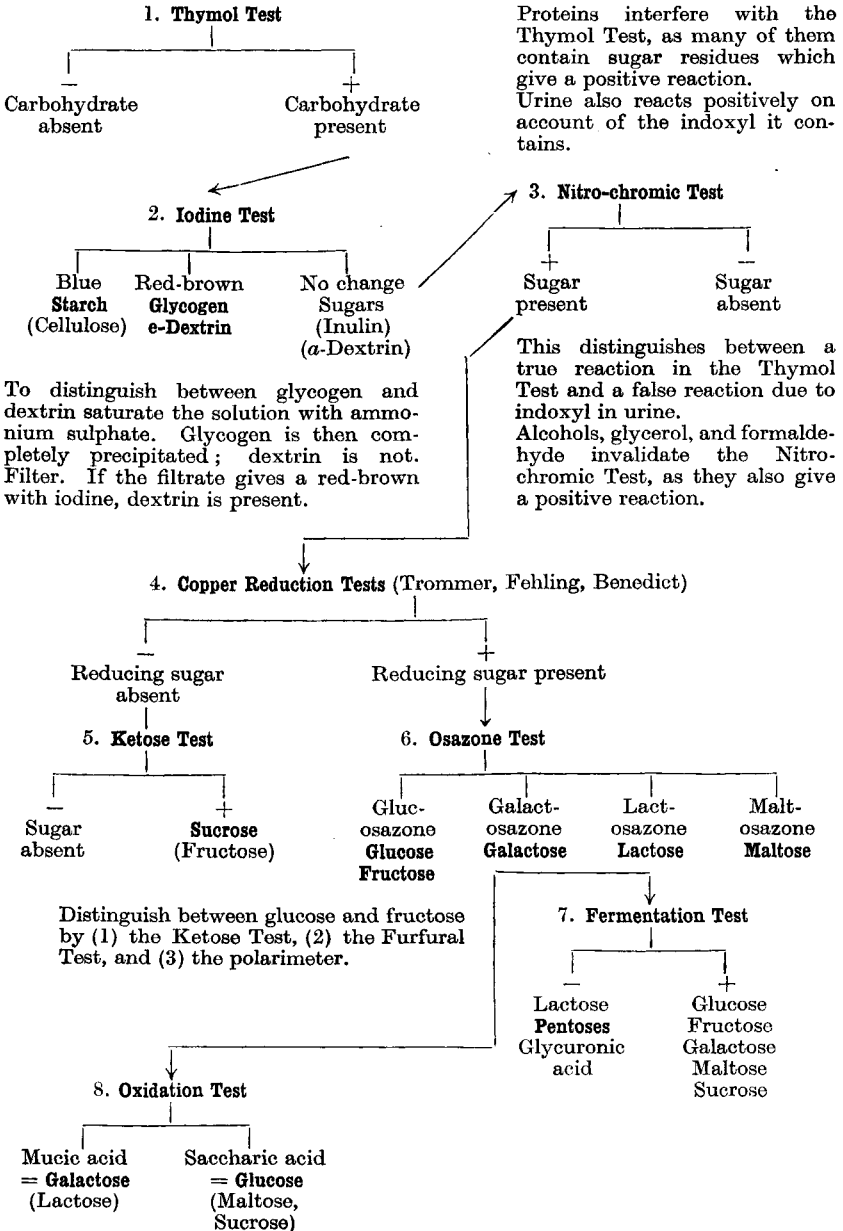 1. Thymol Test
−
Carbohydrate
absent
+
Carbohydrate
present
Proteins interfere with the
Thymol Test, as many of them
contain sugar residues which
give a positive reaction.
Urine also reacts positively on
account of the indoxyl it con-
tains.
2. Iodine Test
Blue
Starch
(Cellulose)
Red-brown
Glycogen
e-Dextrin
No change
Sugars
(Inulin)
(a-Dextrin)
3. Nitro-chromic Test
+
Sugar
present
−
Sugar
absent
To distinguish between glycogen and
dextrin saturate the solution with ammo-
nium sulphate. Glycogen is then com-
pletely precipitated; dextrin is not.
Filter. If the filtrate gives a red-brown
with iodine, dextrin is present.
This distinguishes between a
true reaction in the Thymol
Test and a false reaction due to
indoxyl in urine.
Alcohols, glycerol, and formalde-
hyde invalidate the Nitro-
chromic Test, as they also give
a positive reaction.
4. Copper Reduction Tests (Trommer, Fehling, Benedict)
−
Reducing sugar
absent
+
Reducing sugar present
5. Ketose Test
−
Sugar
absent
+
Sucrose
(Fructose)
6. Osazone Test
Gluc-
osazone
Glucose
Fructose
Galact-
osazone
Galactose
Lact-
osazone
Lactose
Malt-
osazone
Maltose
Distinguish between glucose and fructose
by (1) the Ketose Test, (2) the Furfural
Test, and (3) the polarimeter.
7. Fermentation Test
−
Lactose
Pentoses
Glycuronic
acid
+
Glucose
Fructose
Galactose
Maltose
Sucrose
8. Oxidation Test
Mucic acid
= Galactose
(Lactose)
Saccharic acid
= Glucose
(Maltose,
Sucrose)